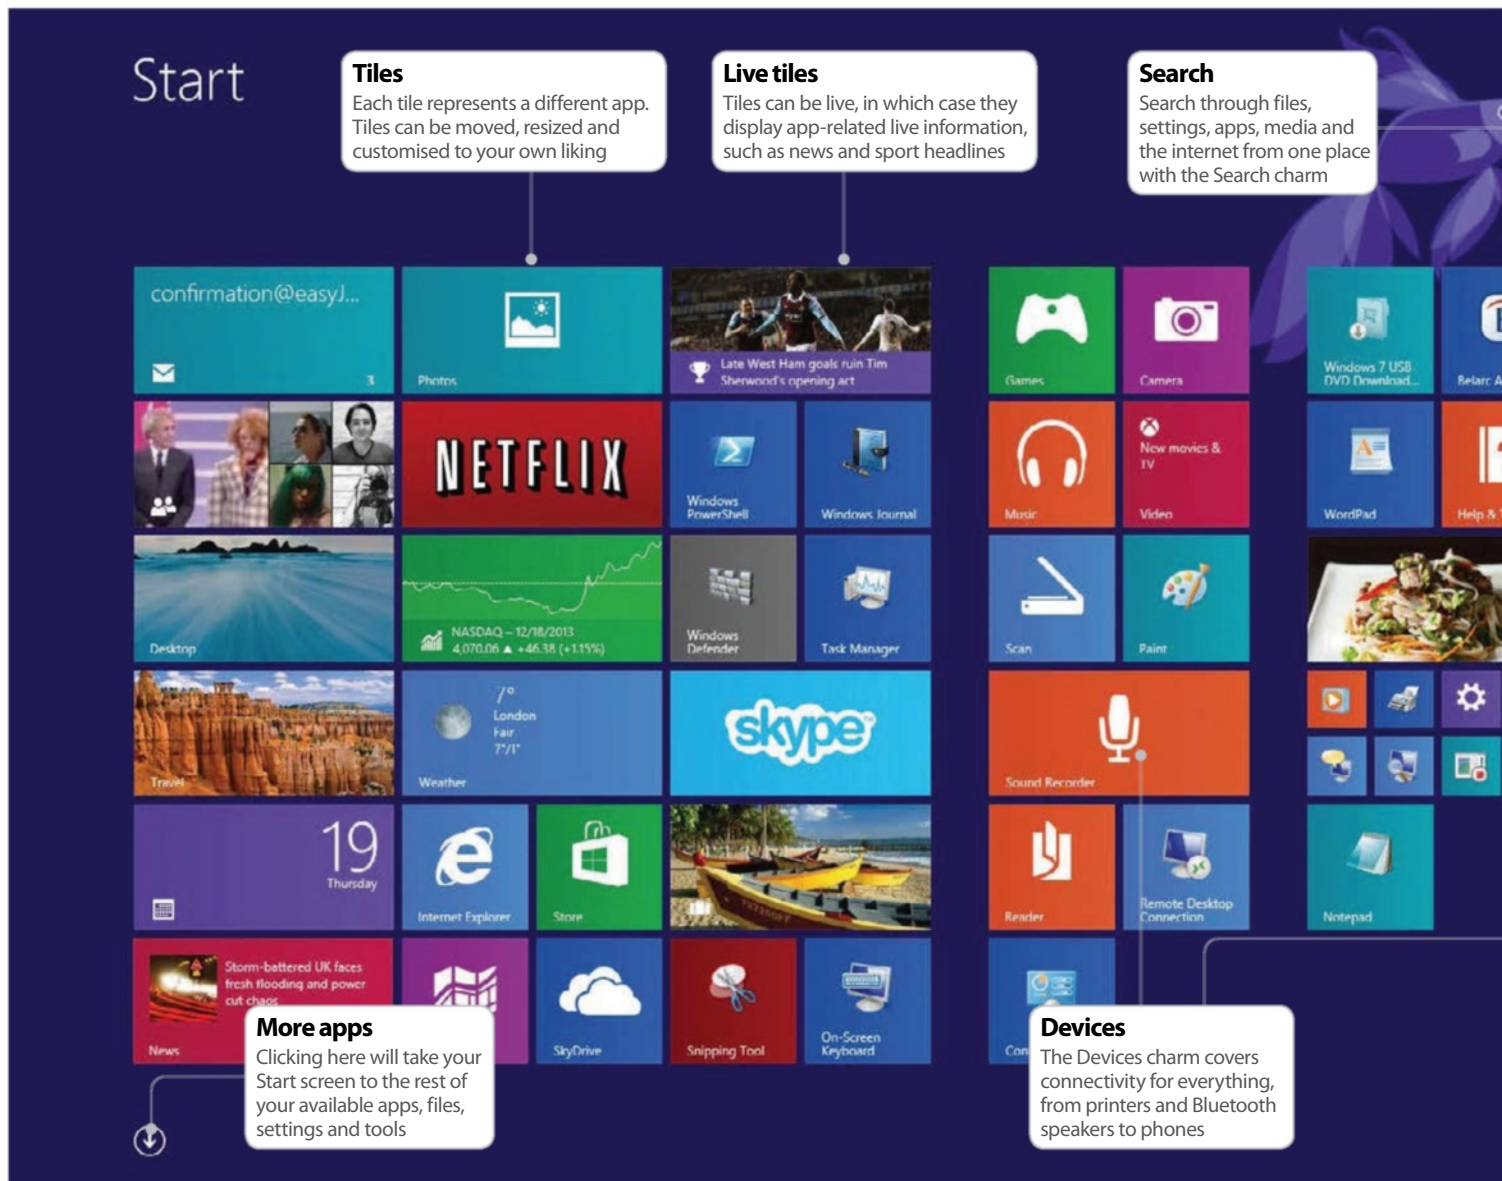 Start
Tiles
Each tile represents a different app.
Tiles can be moved, resized and
customised to your own liking
Live tiles
Tiles can be live, in which case they
display app-related live information,
such as news and sport headlines
Search
Search through files,
settings, apps, media and
the internet from one place
with the Search charm
confirmation@easyJ...
3
Photos
Late West Ham goals ruin Tim
Sherwood's opening act
NETFLIX
Windows
PowerShell
Windows Journal
Desktop
NASDAQ – 12/18/2013
4,070.06 ▲ +46.38 (+1.15%)
Windows
Defender
Task Manager
Travel
7°
London
Fair
7°/1°
Weather
skype
19
Thursday
Internet Explorer
Store
Storm-battered UK faces
fresh flooding and power
cut chaos
News
SkyDrive
Snipping Tool
On-Screen
Keyboard
Games
Camera
Music
New movies &
TV
Video
Scan
Paint
Sound Recorder
Reader
Remote Desktop
Connection
Con
Windows 7 USB
DVD Download...
Belarc A
WordPad
Help &
Notepad
More apps
Clicking here will take your
Start screen to the rest of
your available apps, files,
settings and tools
Devices
The Devices charm covers
connectivity for everything,
from printers and Bluetooth
speakers to phones